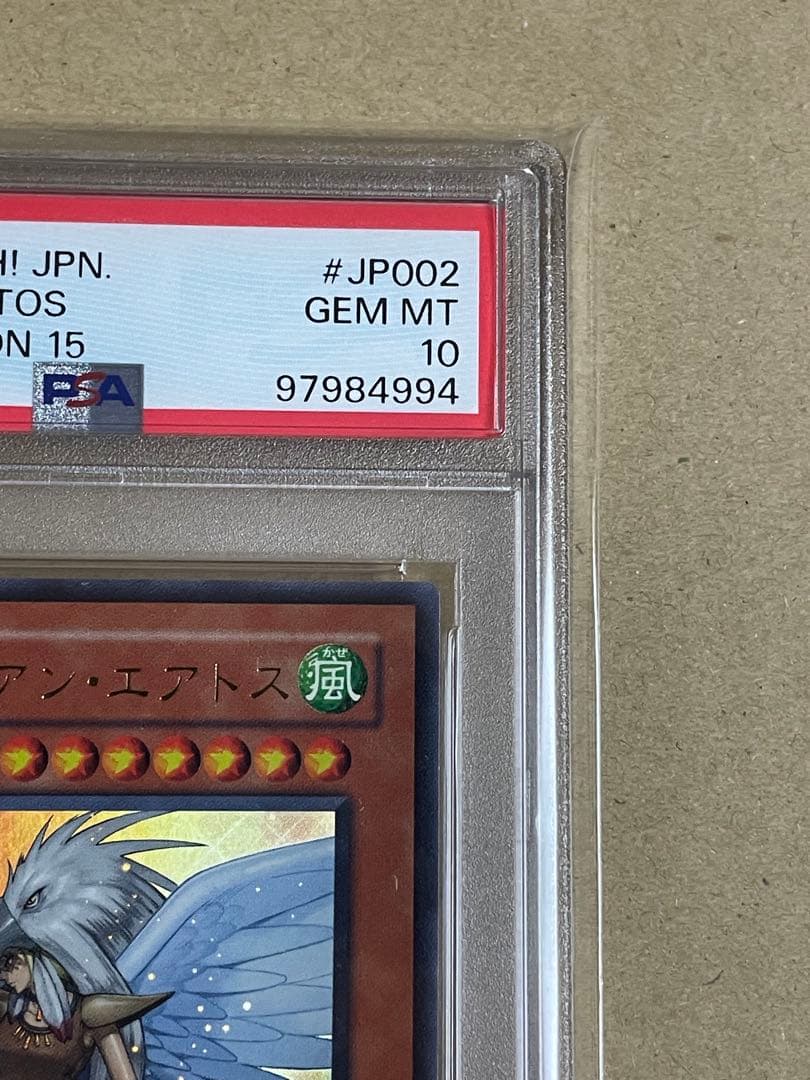 H! JPN.
#JP002
TOS
GEM MT
ON 15
10
PSA
97984994
アン・エアトス
かぜ
風